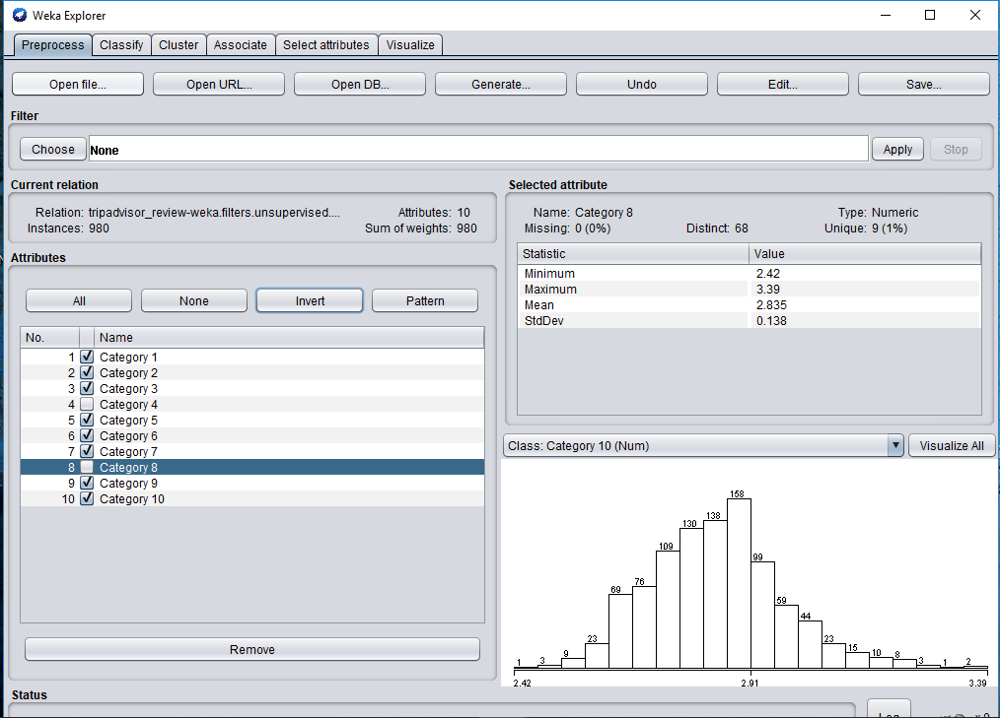 Weka Explorer
Preprocess Classify Cluster Associate Select attributes Visualize
Open file... Open URL... Open DB... Generate... Undo Edit... Save...
Filter
Choose None Apply Stop
Current relation
Relation: tripadvisor_review-weka.filters.unsupervised.... Attributes: 10
Instances: 980 Sum of weights: 980
Selected attribute
Name: Category 8 Type: Numeric
Missing: 0 (0%) Distinct: 68 Unique: 9 (1%)
Statistic Value
Minimum 2.42
Maximum 3.39
Mean 2.835
StdDev 0.138
Attributes
All None Invert Pattern
No. Name
1 Category 1
2 Category 2
3 Category 3
4 Category 4
5 Category 5
6 Category 6
7 Category 7
8 Category 8
9 Category 9
10 Category 10
Remove
Class: Category 10 (Num) Visualize All
1 3 9 23 69 76 109 130 138 158 99 59 44 23 15 10 8 3 1 2
2.42 2.91 3.39
Status